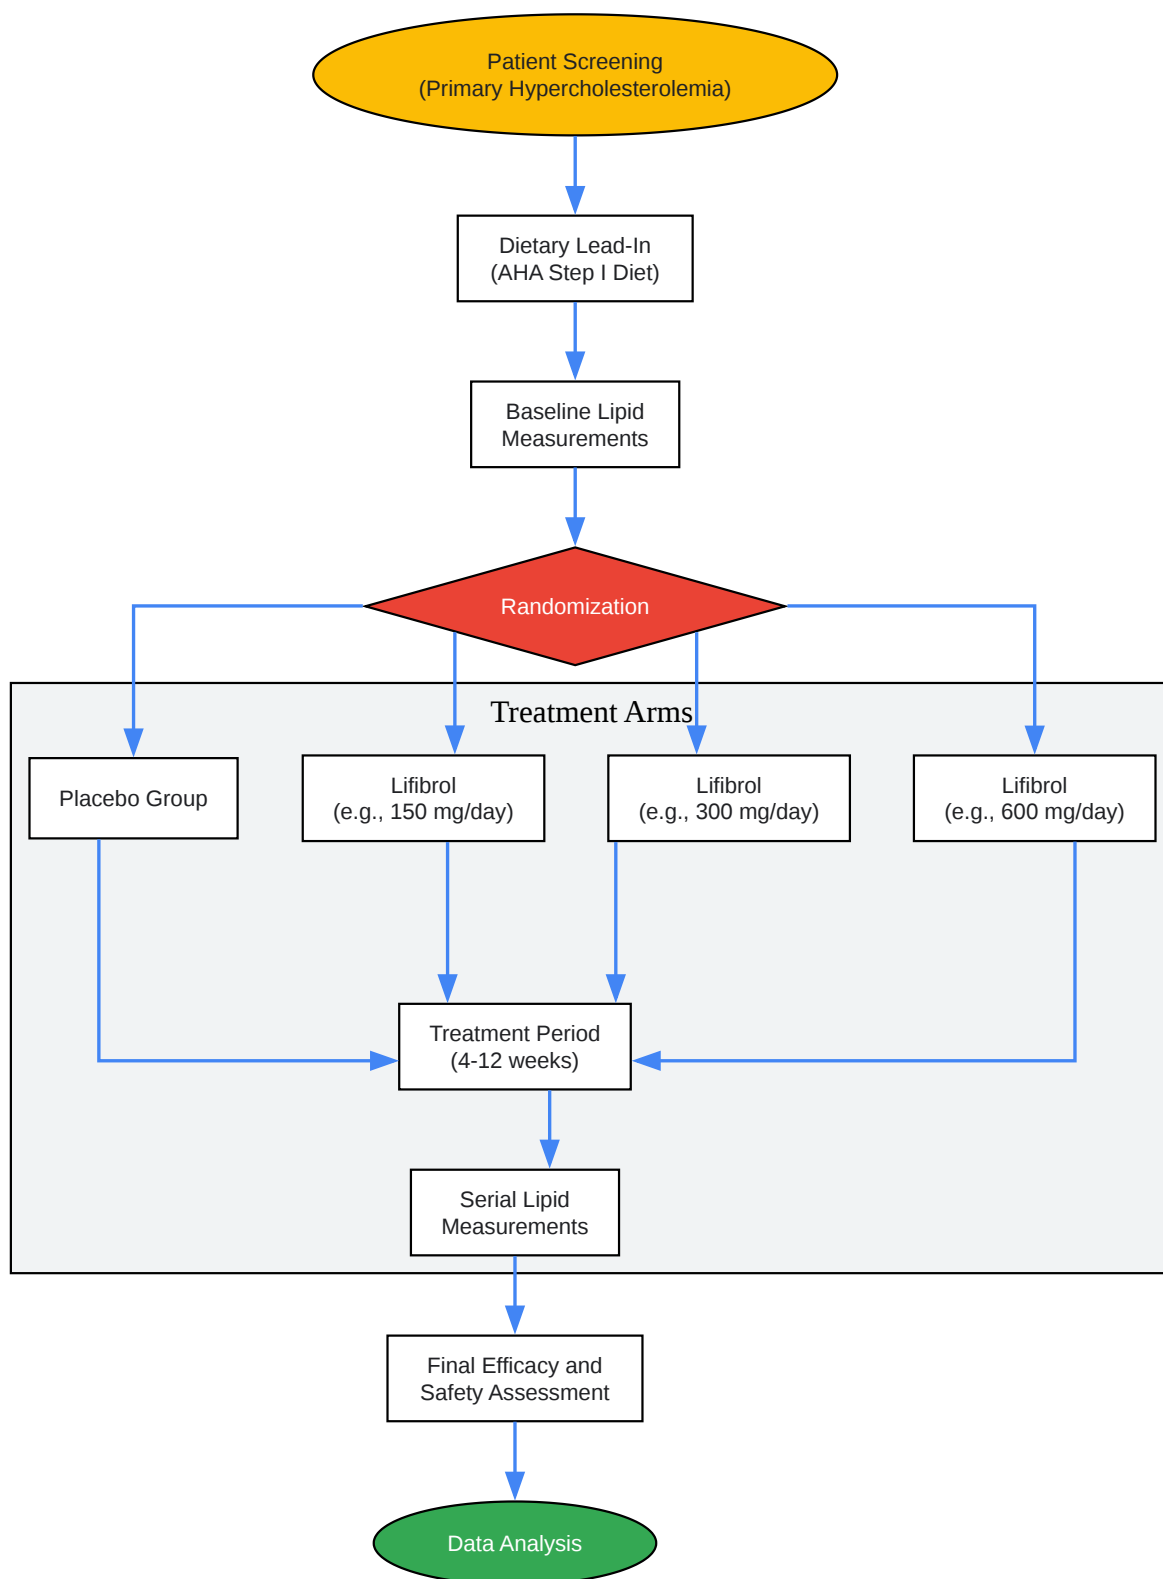 Patient Screening
(Primary Hypercholesterolemia)
Dietary Lead-In
(AHA Step I Diet)
Baseline Lipid
Measurements
Randomization
Treatment Arms
Placebo Group
Lifibrol
(e.g., 150 mg/day)
Lifibrol
(e.g., 300 mg/day)
Lifibrol
(e.g., 600 mg/day)
Treatment Period
(4-12 weeks)
Serial Lipid
Measurements
Final Efficacy and
Safety Assessment
Data Analysis